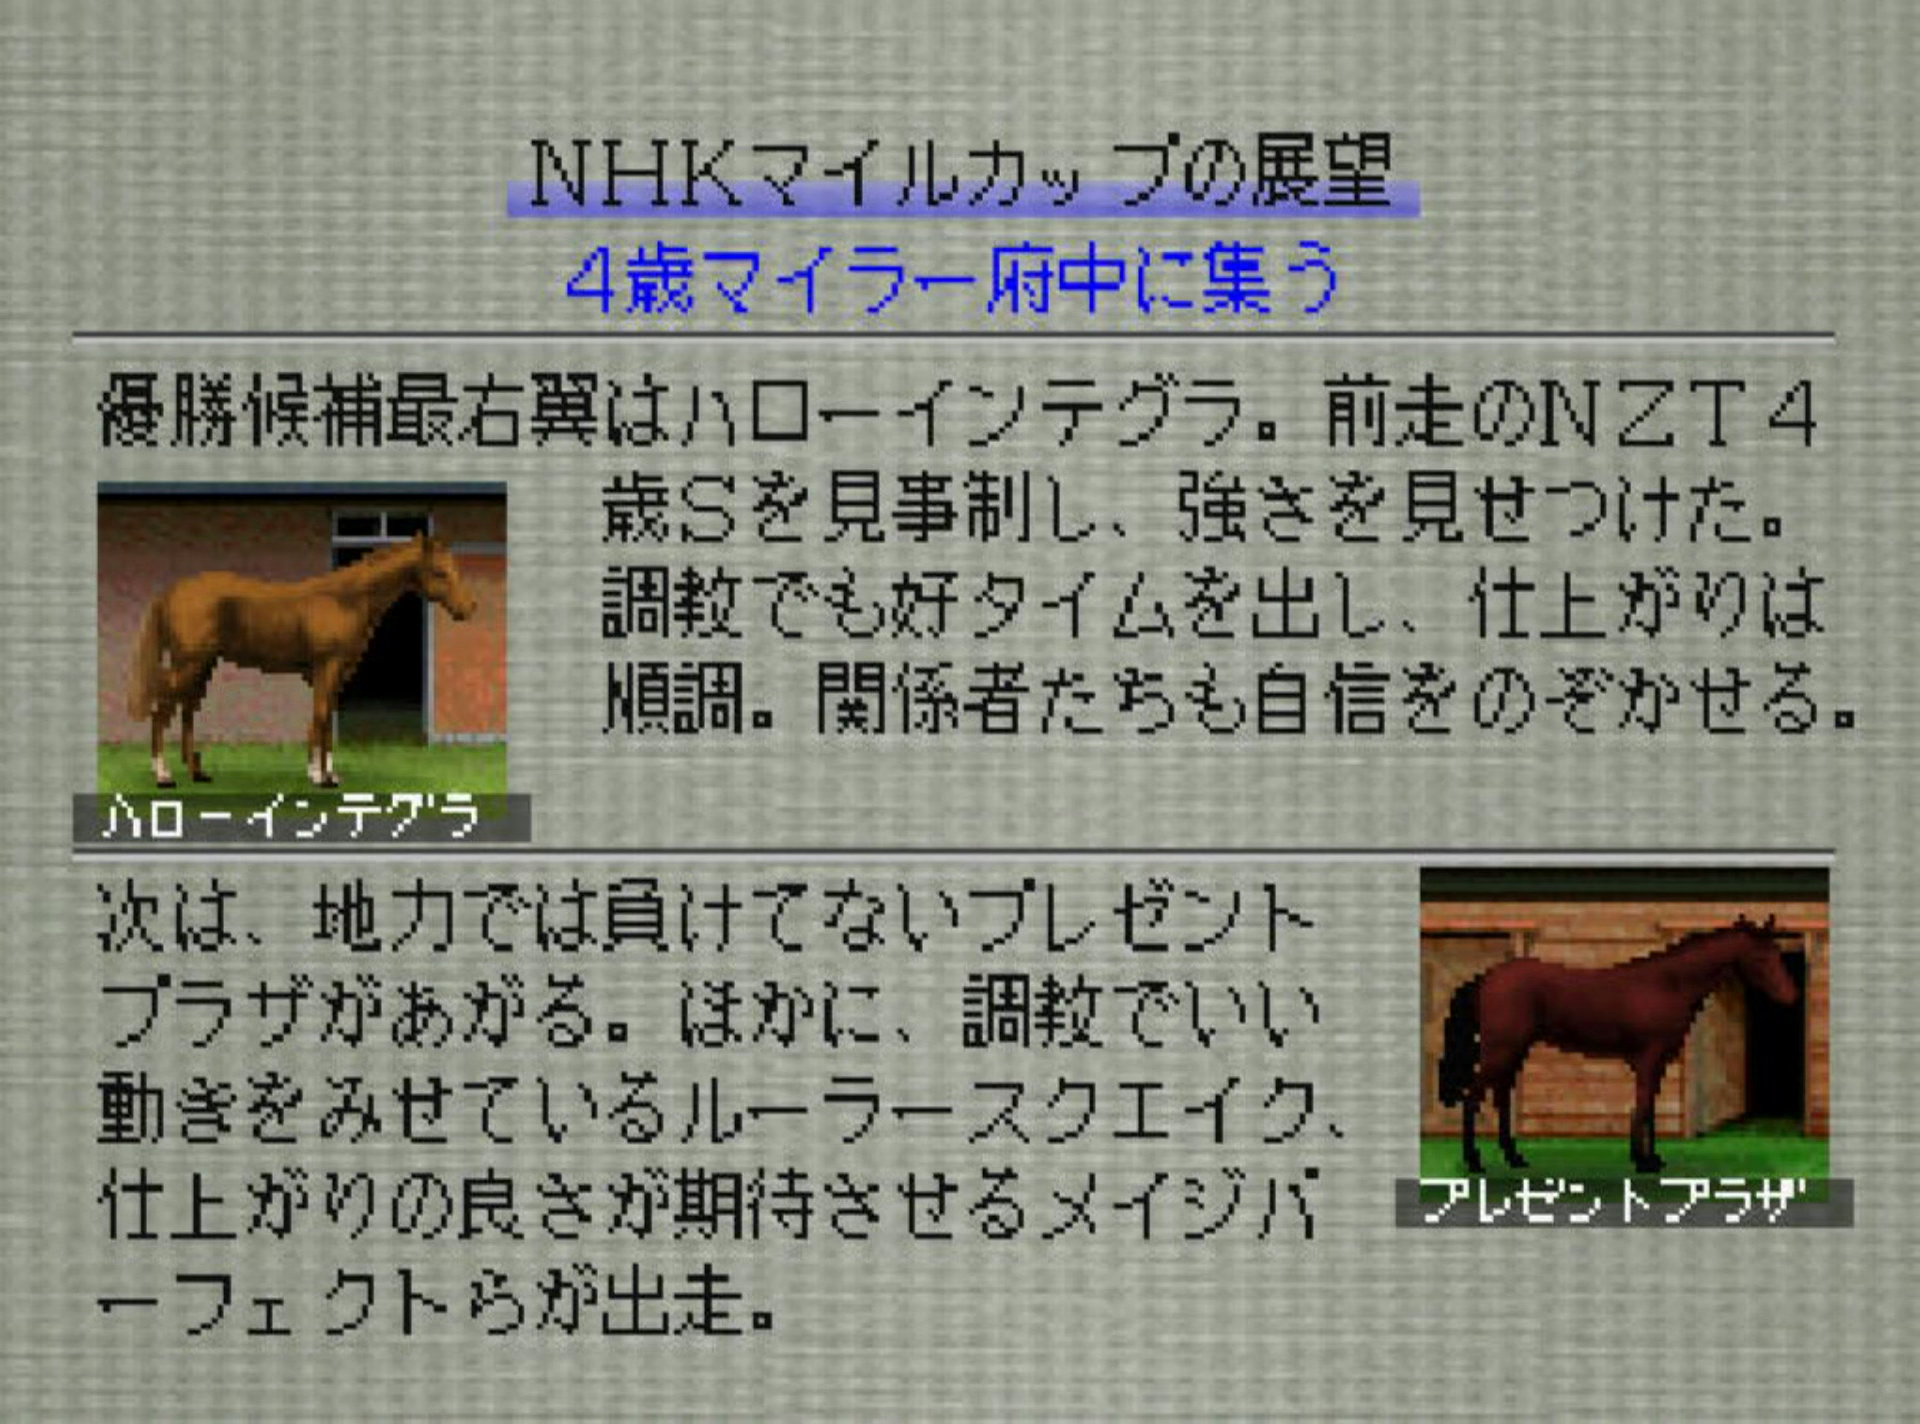 NHKマイルカップの展望
4歳マイラー府中に集う
優勝候補最右翼はハローインテグラ。前走のNZT4
歳Sを見事制し、強さを見せつけた。
調教でも好タイムを出し、仕上がりは
順調。関係者たちも自信をのぞかせる。
ハローインテグラ
次は、地力では負けてないプレゼント
プラザがあがる。ほかに、調教でいい
動きをみせているルーラースクエイク、
仕上がりの良さが期待させるメイジパ
ーフェクトらが出走。
プレゼントプラザ